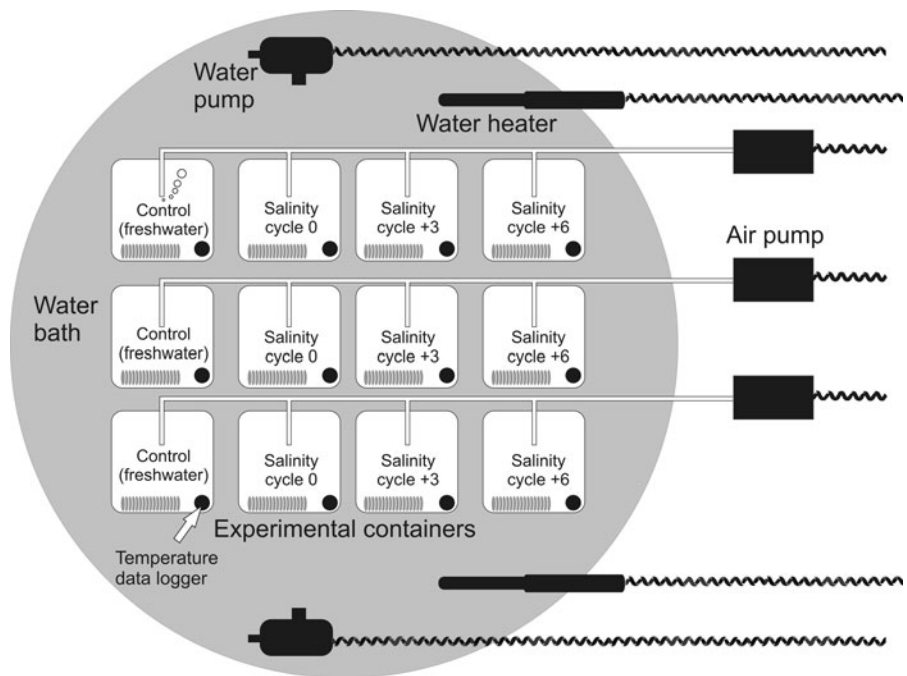 Water
pump
Water heater
Control
(freshwater)
Salinity
cycle 0
Salinity
cycle +3
Salinity
cycle +6
Air pump
Water
bath
Control
(freshwater)
Salinity
cycle 0
Salinity
cycle +3
Salinity
cycle +6
Control
(freshwater)
Salinity
cycle 0
Salinity
cycle +3
Salinity
cycle +6
Experimental containers
Temperature
data logger